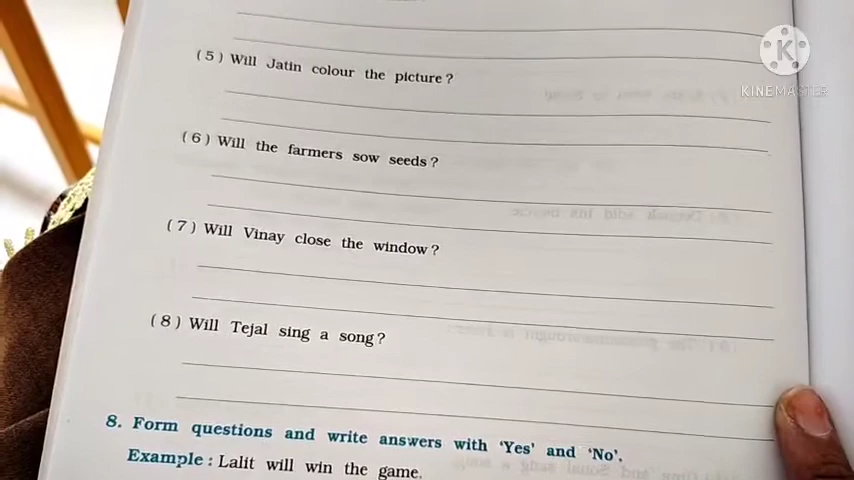 KINEMASTER
(5) Will Jatin colour the picture?
(6) Will the farmers sow seeds?
(7) Will Vinay close the window?
(8) Will Tejal sing a song?
8. Form questions and write answers with 'Yes' and 'No'.
Example : Lalit will win the game.